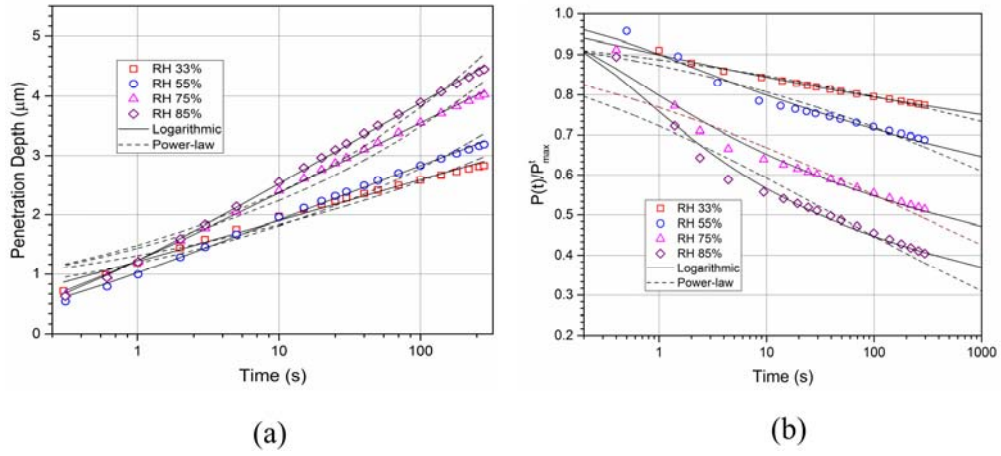 5
4
3
2
1
0
Penetration Depth (μm)
RH 33%
RH 55%
RH 75%
RH 85%
Logarithmic
Power-law
1
10
100
Time (s)
(a)
1.0
0.9
0.8
0.7
0.6
0.5
0.4
0.3
0.2
P(t)/P^t_max
RH 33%
RH 55%
RH 75%
RH 85%
Logarithmic
Power-law
1
10
100
1000
Time (s)
(b)